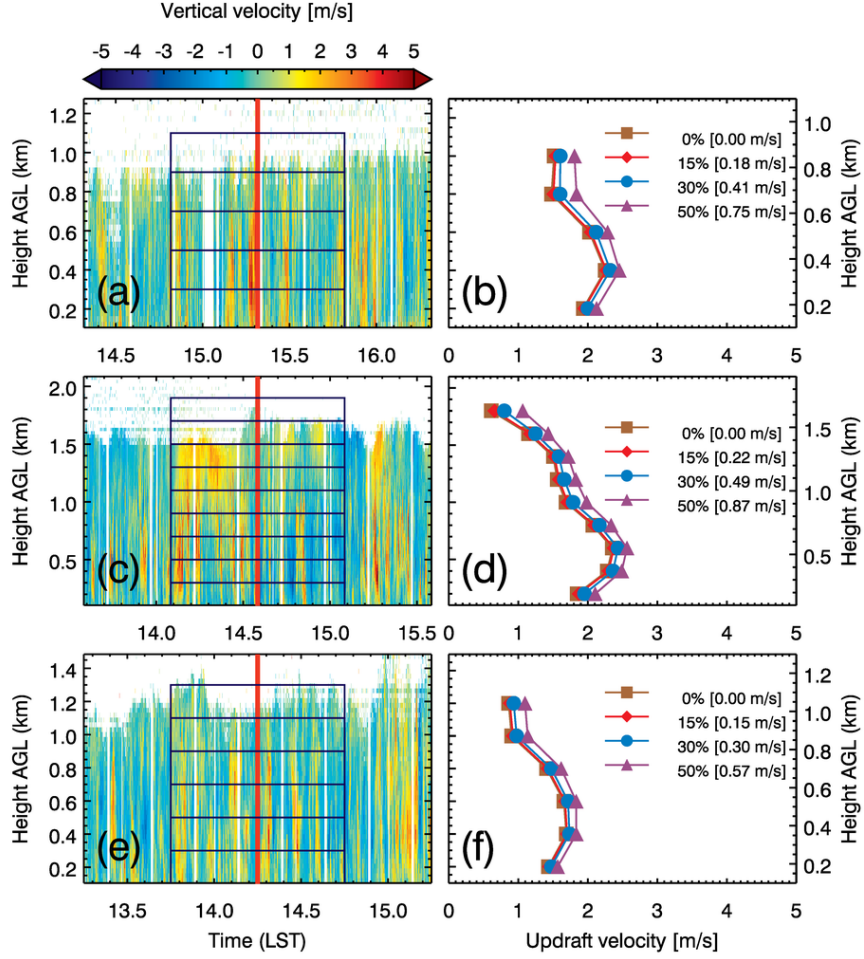 Vertical velocity [m/s]
-5 -4 -3 -2 -1 0 1 2 3 4 5
Height AGL (km)
1.2
1.0
0.8
0.6
0.4
0.2
(a)
14.5 15.0 15.5 16.0
0% [0.00 m/s]
15% [0.18 m/s]
30% [0.41 m/s]
50% [0.75 m/s]
(b)
0 1 2 3 4 5
1.0
0.8
0.6
0.4
0.2
Height AGL (km)
Height AGL (km)
2.0
1.5
1.0
0.5
(c)
14.0 14.5 15.0 15.5
0% [0.00 m/s]
15% [0.22 m/s]
30% [0.49 m/s]
50% [0.87 m/s]
(d)
0 1 2 3 4 5
1.5
1.0
0.5
Height AGL (km)
Height AGL (km)
1.4
1.2
1.0
0.8
0.6
0.4
0.2
(e)
13.5 14.0 14.5 15.0
Time (LST)
0% [0.00 m/s]
15% [0.15 m/s]
30% [0.30 m/s]
50% [0.57 m/s]
(f)
0 1 2 3 4 5
Updraft velocity [m/s]
1.2
1.0
0.8
0.6
0.4
0.2
Height AGL (km)